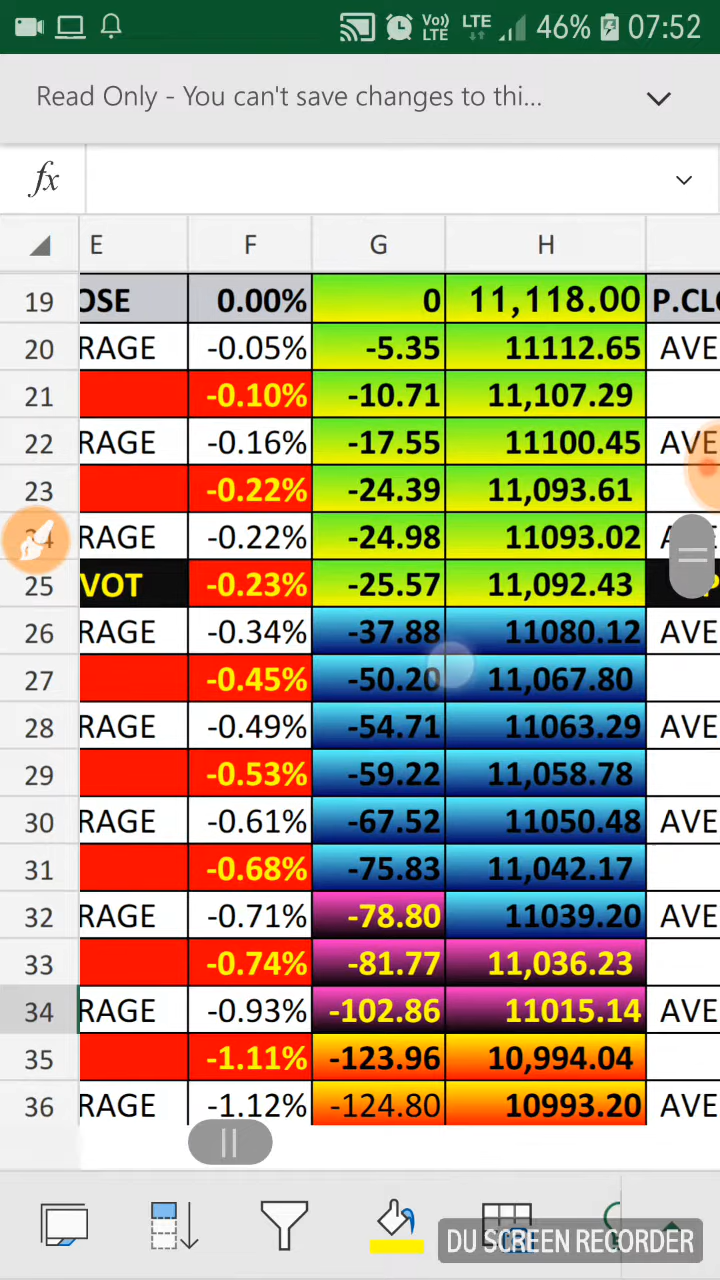 Vo)) LTE LTE 46% 07:52
Read Only - You can't save changes to thi...
fx
E F G H
19 OSE 0.00% 0 11,118.00 P.CLO
20 RAGE -0.05% -5.35 11112.65 AVE
21 -0.10% -10.71 11,107.29
22 RAGE -0.16% -17.55 11100.45 AVE
23 -0.22% -24.39 11,093.61
24 RAGE -0.22% -24.98 11093.02
25 VOT -0.23% -25.57 11,092.43 P
26 RAGE -0.34% -37.88 11080.12 AVE
27 -0.45% -50.20 11,067.80
28 RAGE -0.49% -54.71 11063.29 AVE
29 -0.53% -59.22 11,058.78
30 RAGE -0.61% -67.52 11050.48 AVE
31 -0.68% -75.83 11,042.17
32 RAGE -0.71% -78.80 11039.20 AVE
33 -0.74% -81.77 11,036.23
34 RAGE -0.93% -102.86 11015.14 AVE
35 -1.11% -123.96 10,994.04
36 RAGE -1.12% -124.80 10993.20 AVE
DU SCREEN RECORDER